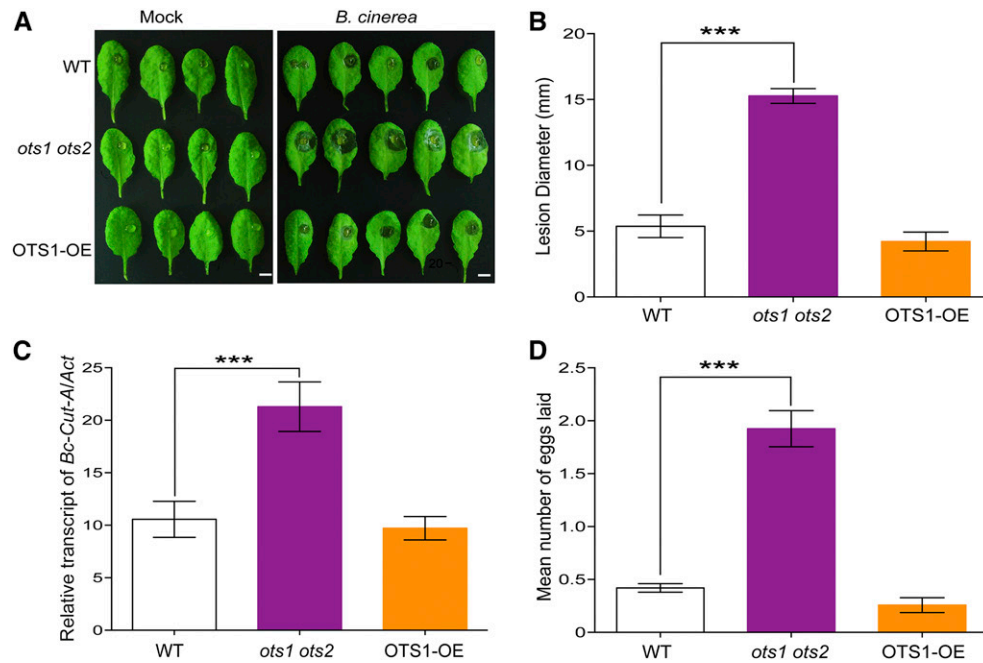 A
Mock
B. cinerea
WT
ots1 ots2
OTS1-OE
20
B
Lesion Diameter (mm)
20
15
10
5
0
***
WT
ots1 ots2
OTS1-OE
C
Relative transcript of Bc-Cut-A/Act
25
20
15
10
5
0
***
WT
ots1 ots2
OTS1-OE
D
Mean number of eggs laid
2.5
2.0
1.5
1.0
0.5
0
***
WT
ots1 ots2
OTS1-OE